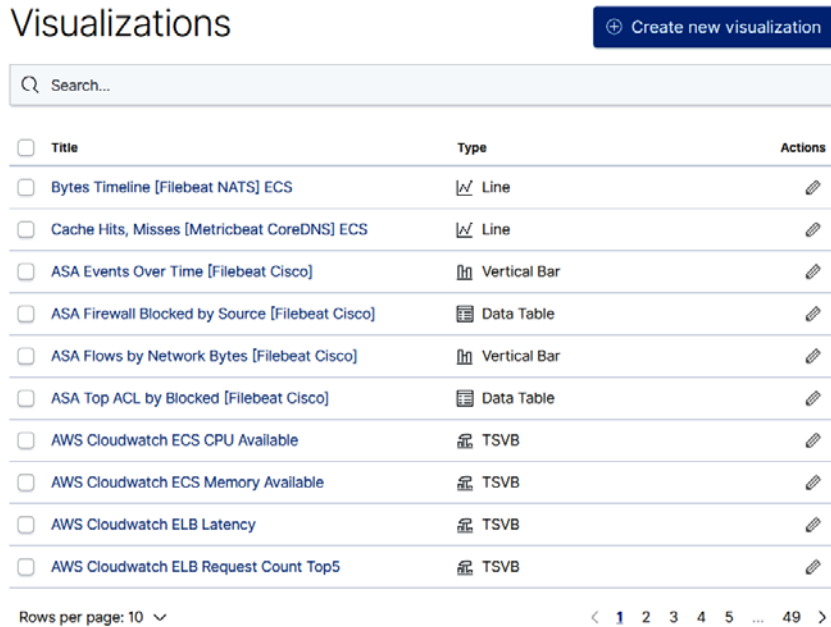 Visualizations
Create new visualization
Search...
Title Type Actions
Bytes Timeline [Filebeat NATS] ECS Line
Cache Hits, Misses [Metricbeat CoreDNS] ECS Line
ASA Events Over Time [Filebeat Cisco] Vertical Bar
ASA Firewall Blocked by Source [Filebeat Cisco] Data Table
ASA Flows by Network Bytes [Filebeat Cisco] Vertical Bar
ASA Top ACL by Blocked [Filebeat Cisco] Data Table
AWS Cloudwatch ECS CPU Available TSVB
AWS Cloudwatch ECS Memory Available TSVB
AWS Cloudwatch ELB Latency TSVB
AWS Cloudwatch ELB Request Count Top5 TSVB
Rows per page: 10 < 1 2 3 4 5 ... 49 >